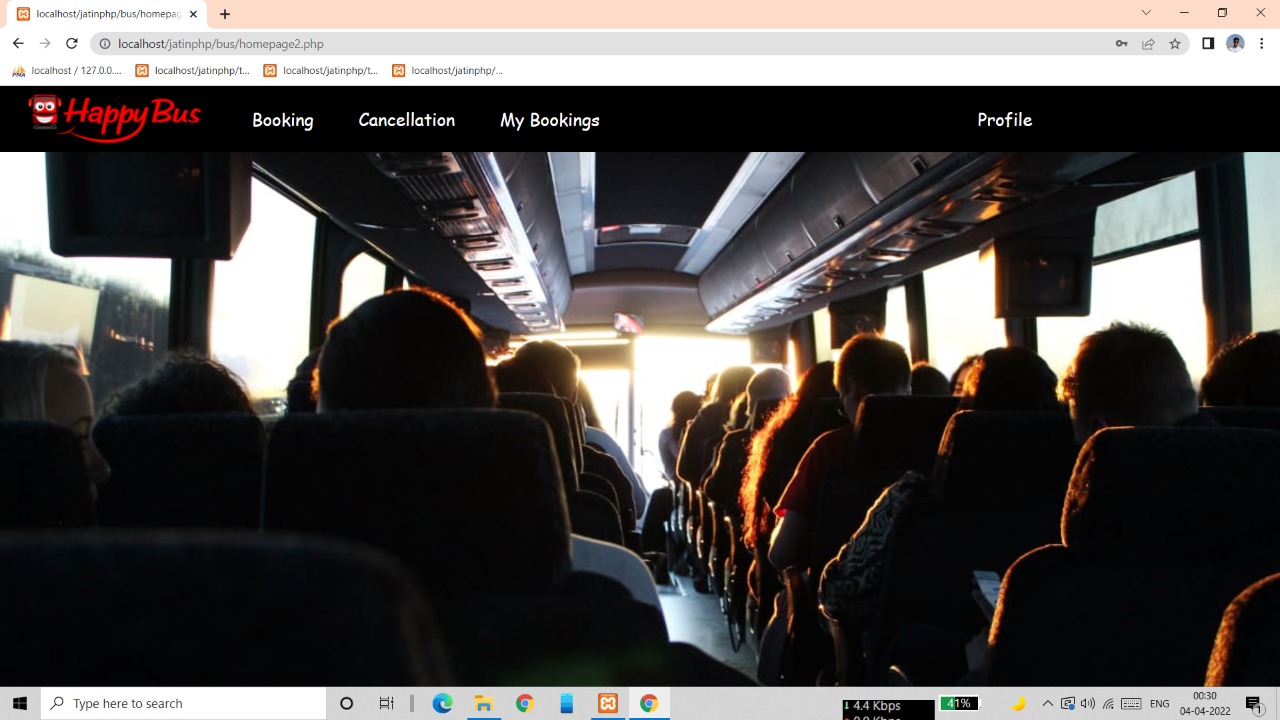 localhost/jatinphp/bus/homepag
localhost/jatinphp/bus/homepage2.php
PMA
localhost / 127.0.0....
localhost/jatinphp/t...
localhost/jatinphp/t...
localhost/jatinphp/...
Happy Bus
Booking
Cancellation
My Bookings
Profile
Type here to search
4.4 Kbps
41%
ENG
00:30
04-04-2022
1